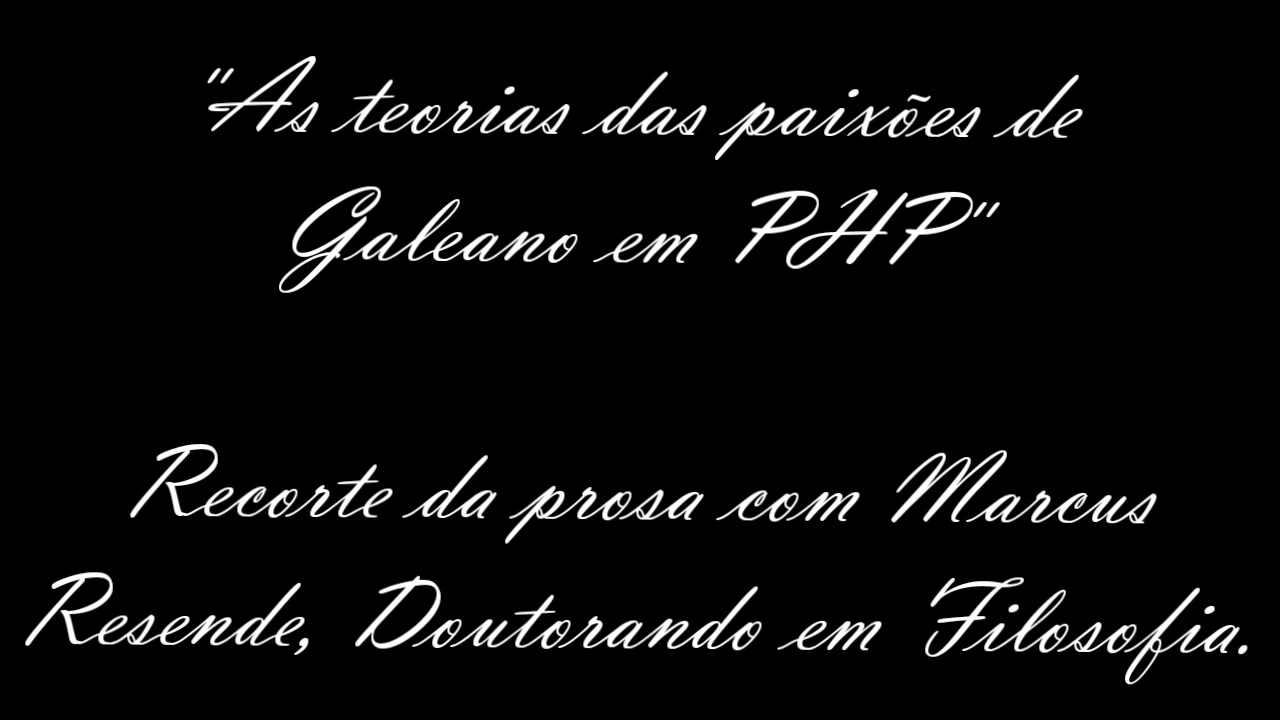 "As teorias das paixões de
Galeano em PHP"
Recorte da prosa com Marcus
Resende, Doutorando em Filosofia.